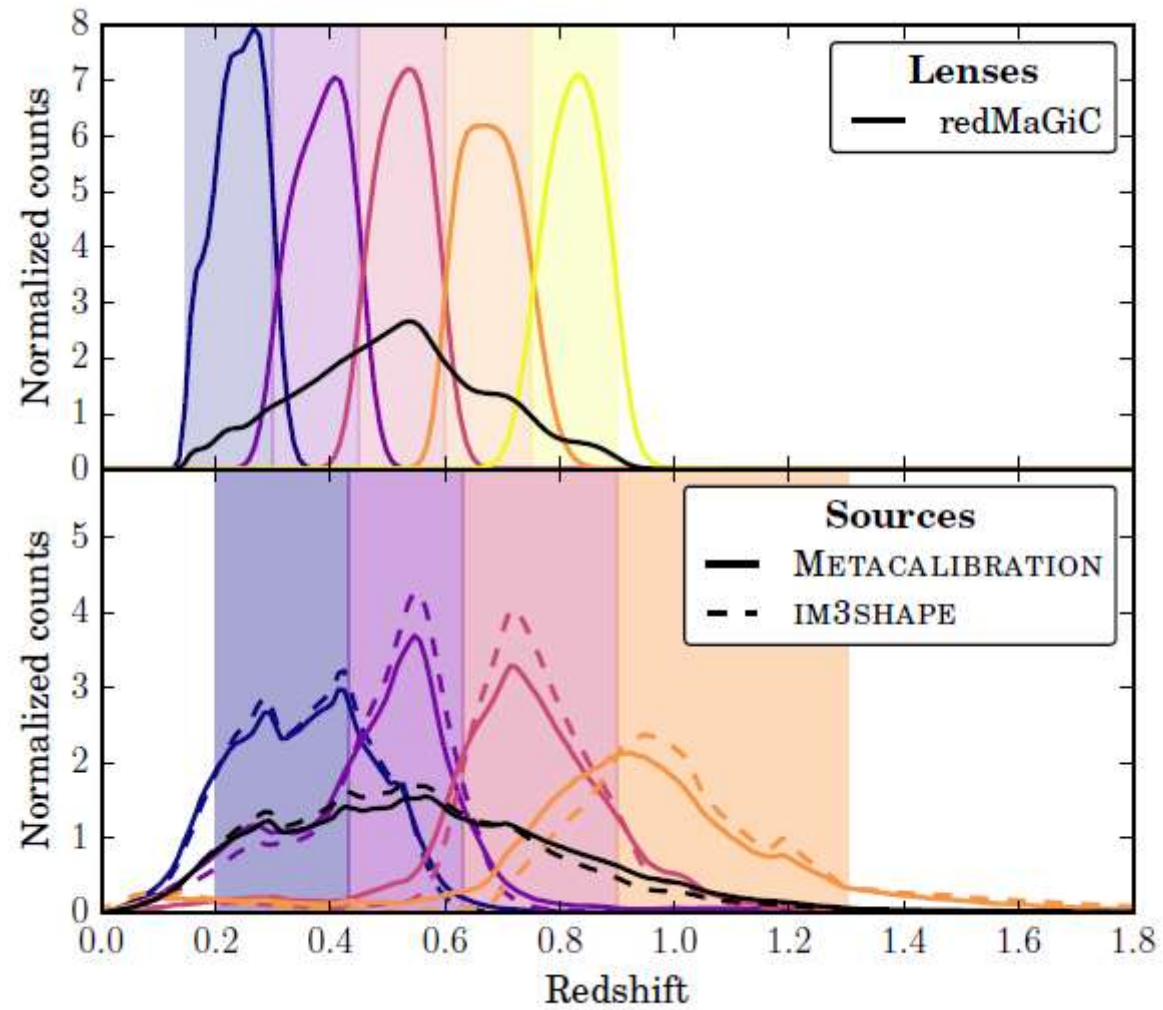 8
7
6
5
4
3
2
1
0
Normalized counts
Lenses
redMaGiC
5
4
3
2
1
0
Normalized counts
Sources
METACALIBRATION
IM3SHAPE
0.0 0.2 0.4 0.6 0.8 1.0 1.2 1.4 1.6 1.8
Redshift